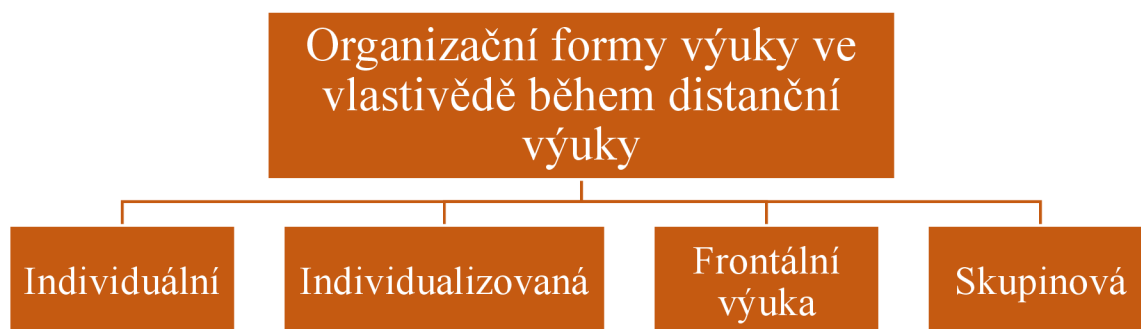 Organizační formy výuky ve
vlastivědě během distanční
výuky
Individuální
Individualizovaná
Frontální
výuka
Skupinová